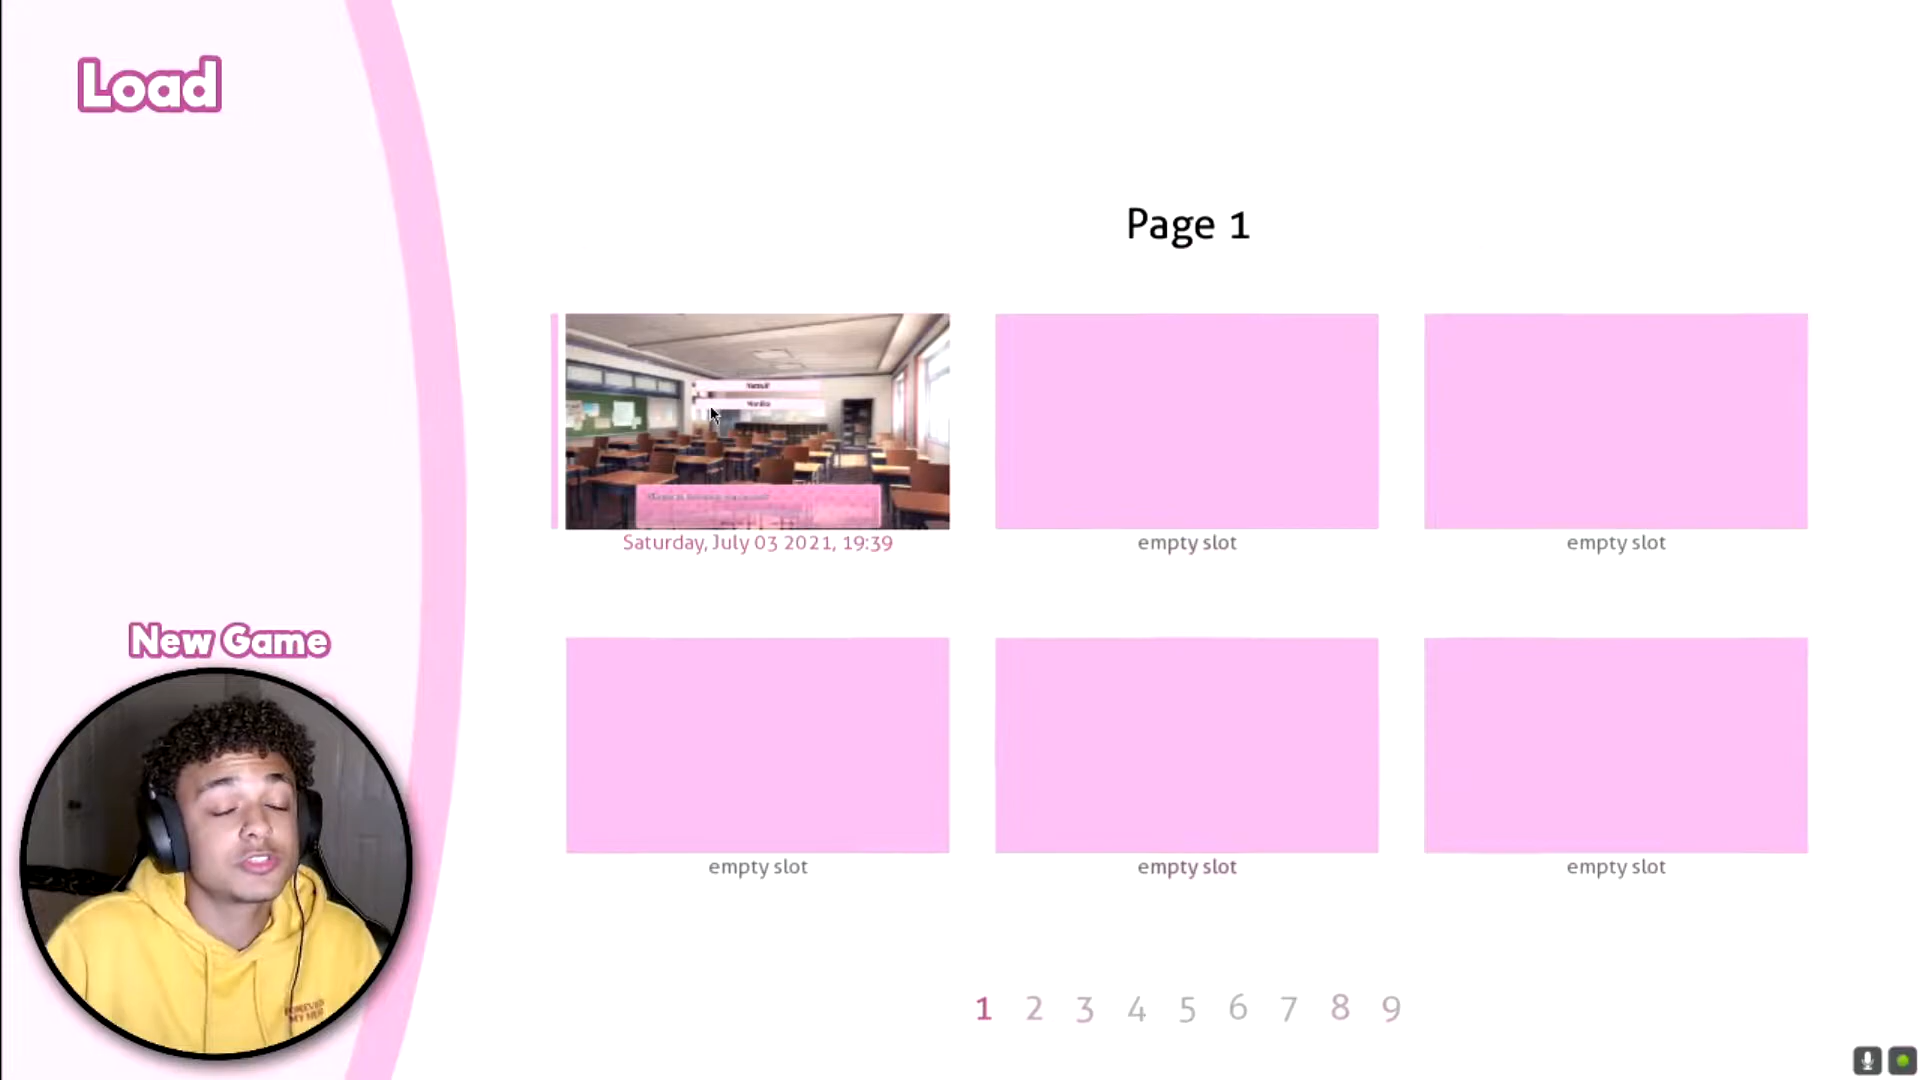 Load
Page 1
Saturday, July 03 2021, 19:39
empty slot
empty slot
New Game
empty slot
empty slot
empty slot
1 2 3 4 5 6 7 8 9